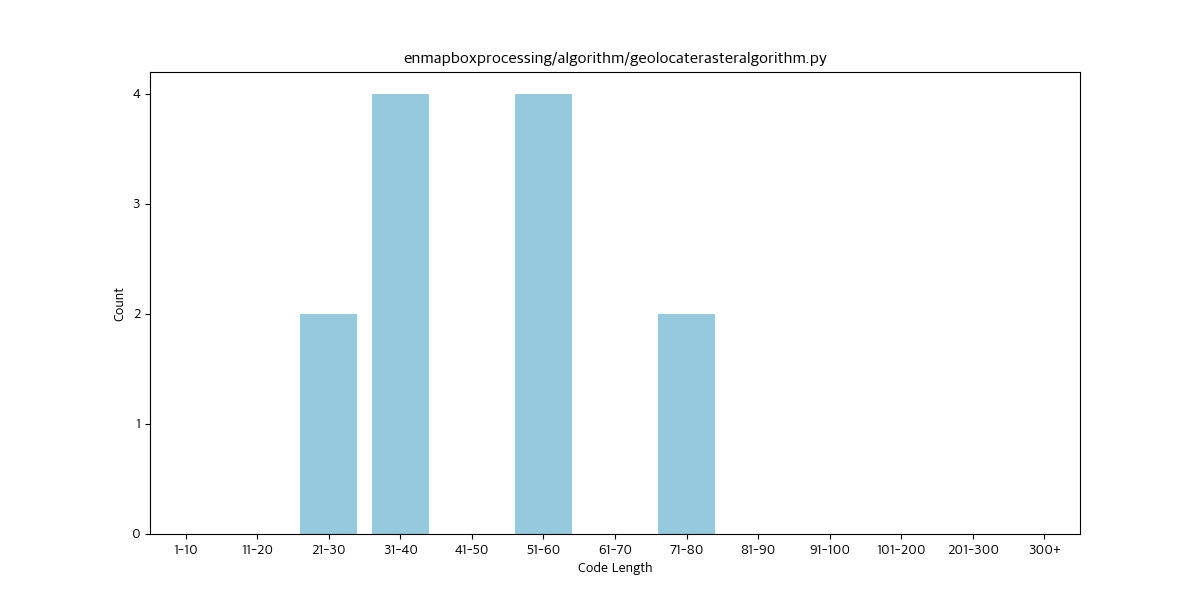 enmapboxprocessing/algorithm/geolocaterasteralgorithm.py
4
3
2
1
0
Count
1-10 11-20 21-30 31-40 41-50 51-60 61-70 71-80 81-90 91-100 101-200 201-300 300+
Code Length